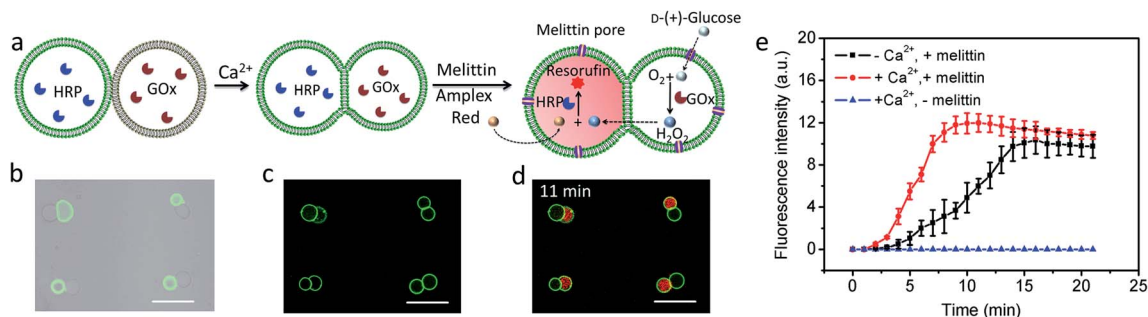 a
HRP
GOx
Ca²⁺
HRP
GOx
Melittin
Amplex
Red
Melittin pore
D-(+)-Glucose
Resorufin
O₂+
HRP
GOx
+
H₂O₂
b
c
d
11 min
e
Fluorescence intensity (a.u.)
20
16
12
8
4
0
- Ca²⁺, + melittin
+ Ca²⁺, + melittin
+Ca²⁺, - melittin
0
5
10
15
20
25
Time (min)